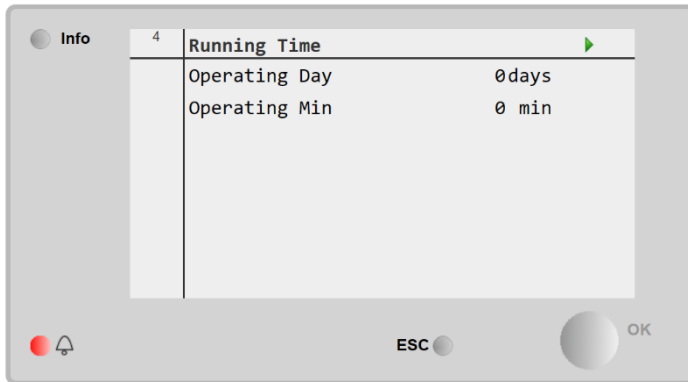 Info
4
Running Time
Operating Day 0days
Operating Min 0 min
ESC
OK